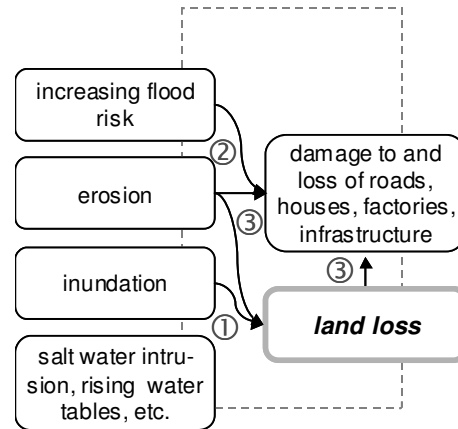 increasing flood
risk
②
damage to and
loss of roads,
houses, factories,
infrastructure
erosion
③
inundation
③
①
land loss
salt water intru-
sion, rising water
tables, etc.